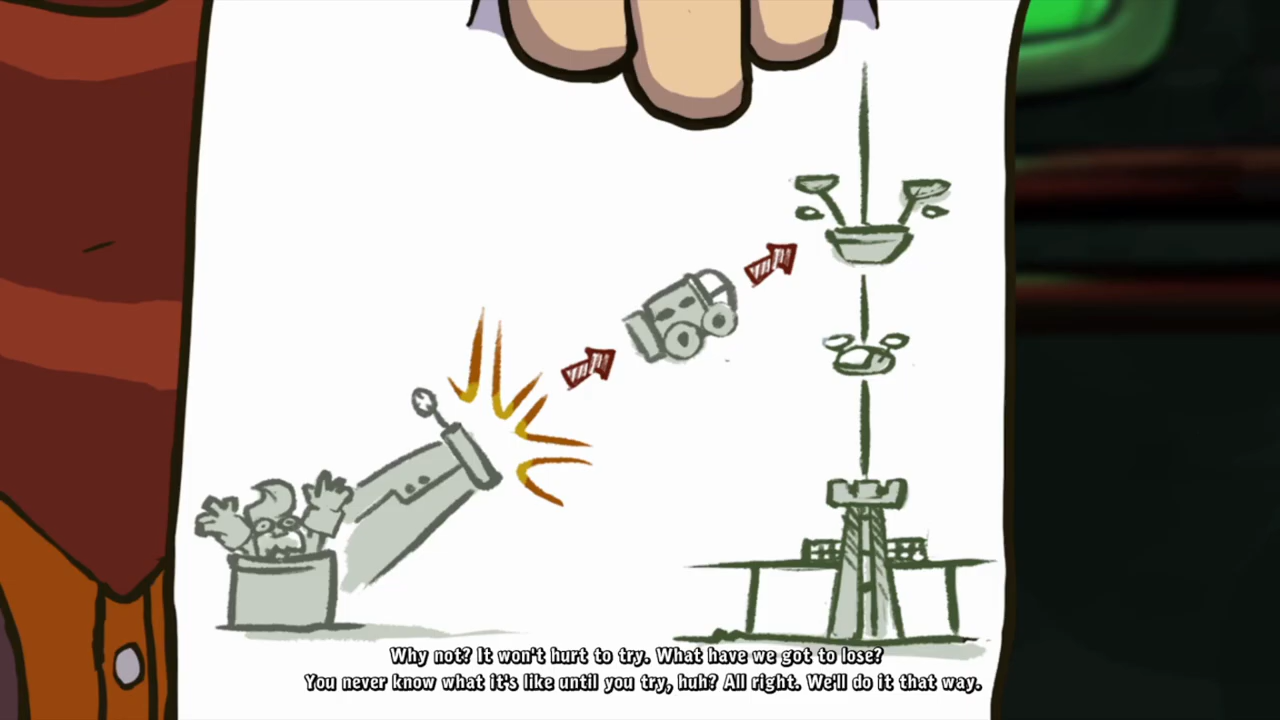 Why not? It won't hurt to try. What have we got to lose?
You never know what it's like until you try, huh? All right. We'll do it that way.